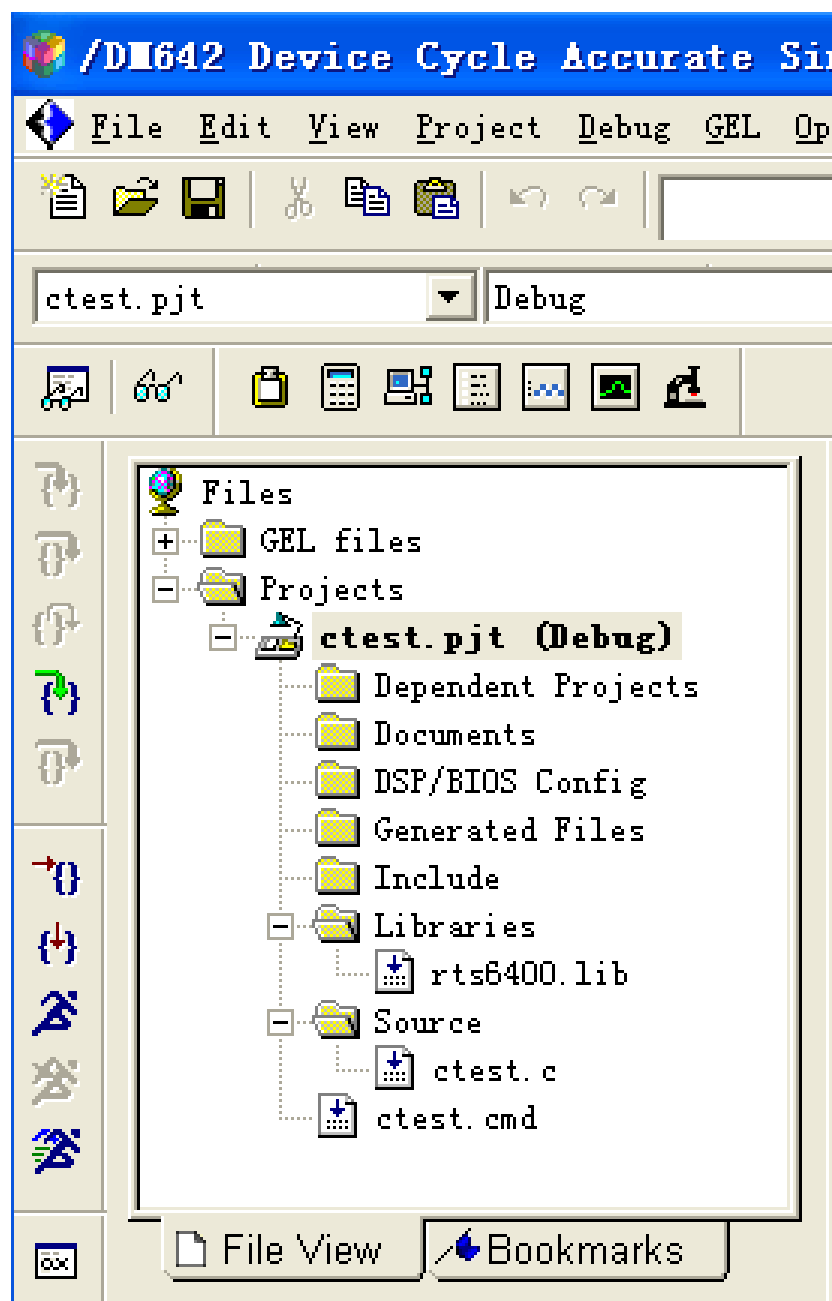 /DM642 Device Cycle Accurate
File Edit View Project Debug GEL
ctest.pjt Debug
Files
GEL files
Projects
ctest.pjt (Debug)
Dependent Projects
Documents
DSP/BIOS Config
Generated Files
Include
Libraries
rts6400.lib
Source
ctest.c
ctest.cmd
File View Bookmarks